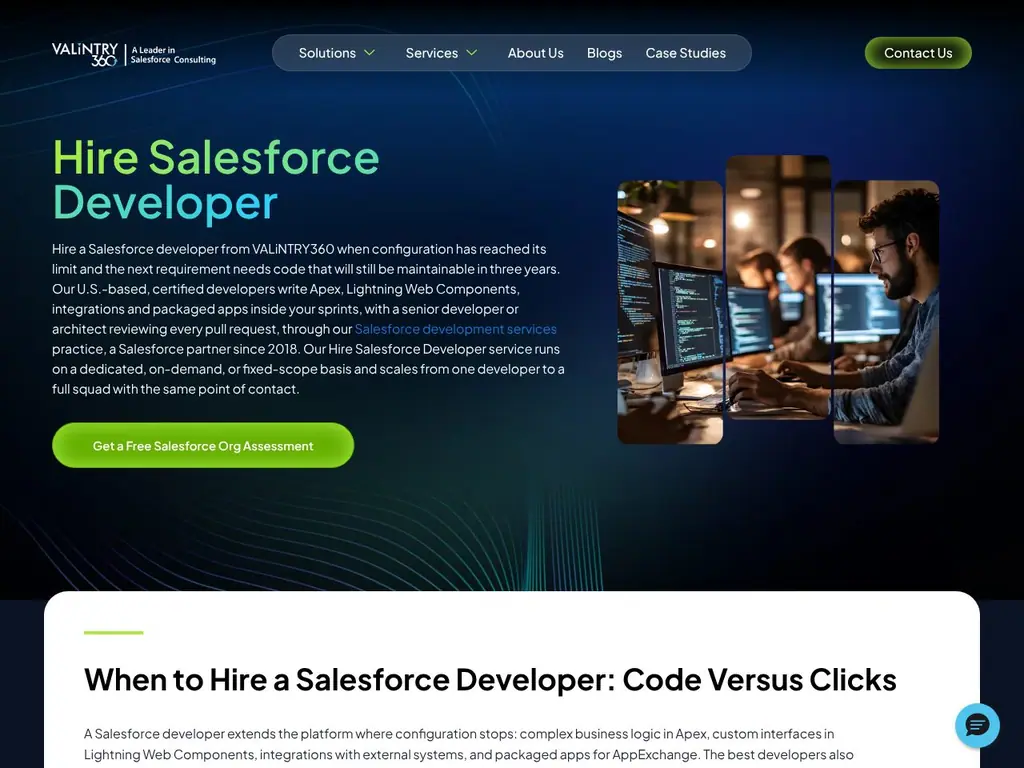 VALiNTRY
360
A Leader in
Salesforce Consulting
Solutions
Services
About Us
Blogs
Case Studies
Contact Us
Hire Salesforce
Developer
Hire a Salesforce developer from VALiNTRY360 when configuration has reached its
limit and the next requirement needs code that will still be maintainable in three years.
Our U.S.-based, certified developers write Apex, Lightning Web Components,
integrations and packaged apps inside your sprints, with a senior developer or
architect reviewing every pull request, through our Salesforce development services
practice, a Salesforce partner since 2018. Our Hire Salesforce Developer service runs
on a dedicated, on-demand, or fixed-scope basis and scales from one developer to a
full squad with the same point of contact.
Get a Free Salesforce Org Assessment
When to Hire a Salesforce Developer: Code Versus Clicks
A Salesforce developer extends the platform where configuration stops: complex business logic in Apex, custom interfaces in
Lightning Web Components, integrations with external systems, and packaged apps for AppExchange. The best developers also